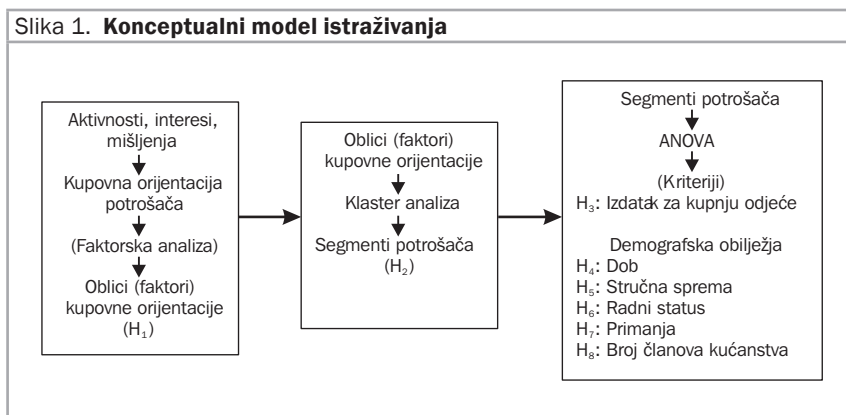 Slika 1. Konceptualni model istraživanja
Aktivnosti, interesi,
mišljenja
Kupovna orijentacija
potrošača
(Faktorska analiza)
Oblici (faktori)
kupovne orijentacije
(H₁)
Oblici (faktori)
kupovne orijentacije
Klaster analiza
Segmenti potrošača
(H₂)
Segmenti potrošača
ANOVA
(Kriteriji)
H₃: Izdatak za kupnju odjeće
Demografska obilježja
H₄: Dob
H₅: Stručna sprema
H₆: Radni status
H₇: Primanja
H₈: Broj članova kućanstva